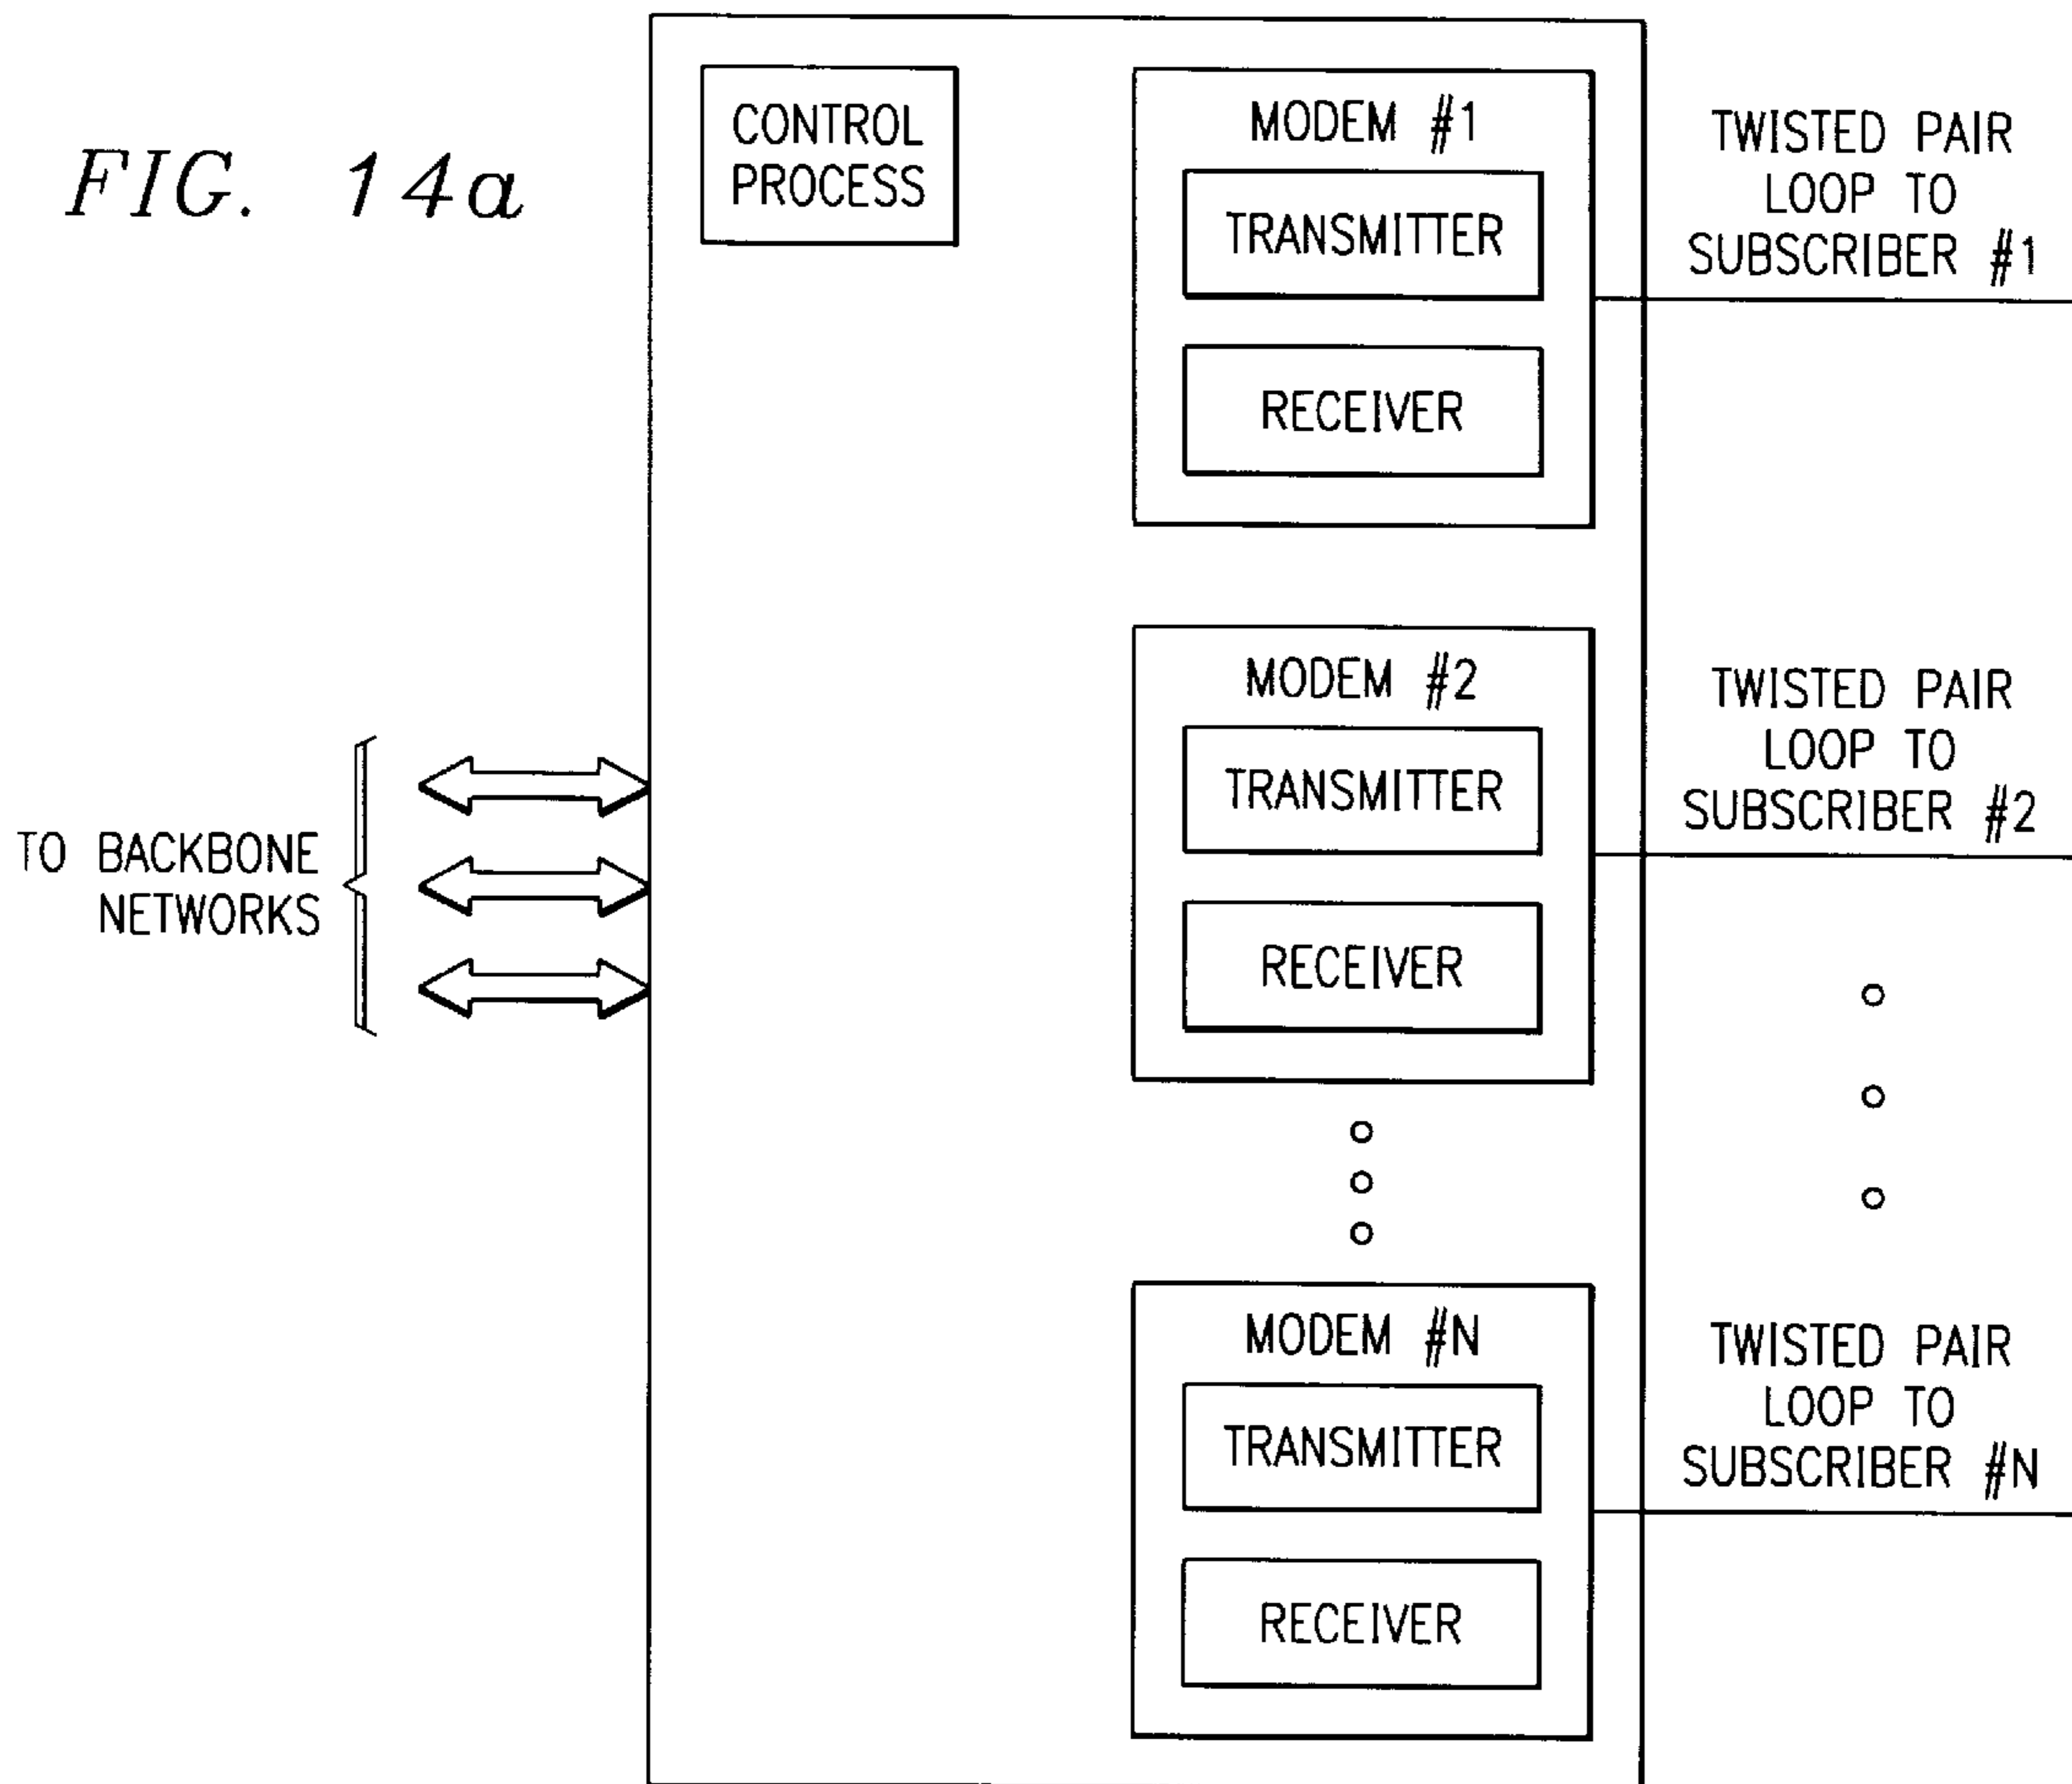 FIG. 14a
CONTROL
PROCESS
MODEM #1
TRANSMITTER
RECEIVER
TWISTED PAIR
LOOP TO
SUBSCRIBER #1
MODEM #2
TRANSMITTER
RECEIVER
TWISTED PAIR
LOOP TO
SUBSCRIBER #2
TO BACKBONE
NETWORKS
MODEM #N
TRANSMITTER
RECEIVER
TWISTED PAIR
LOOP TO
SUBSCRIBER #N